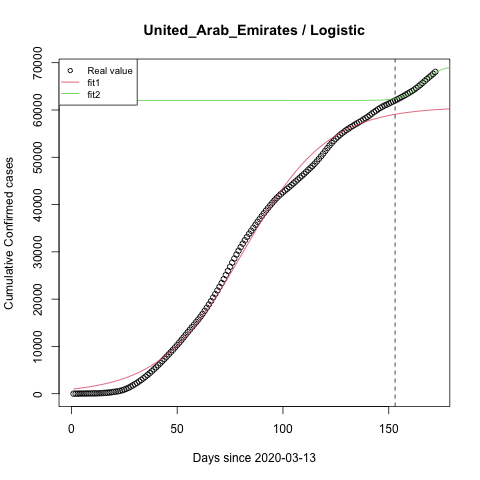 United_Arab_Emirates / Logistic
Real value
fit1
fit2
Cumulative Confirmed cases
70000
60000
50000
40000
30000
20000
10000
0
0 50 100 150
Days since 2020-03-13